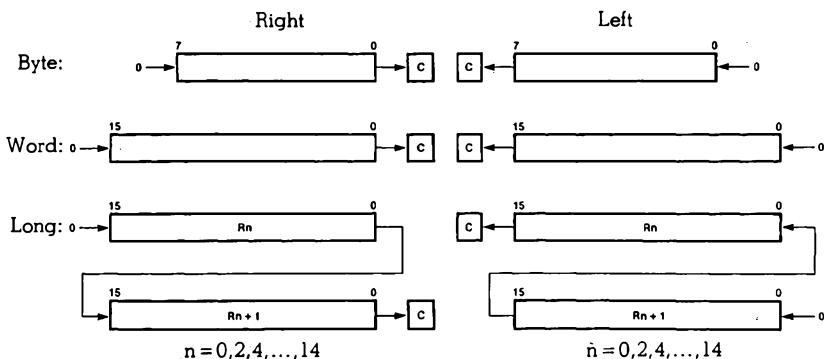 Right Left
7 0 7 0
Byte: 0 C C 0
15 0 15 0
Word: 0 C C 0
15 0 15 0
Long: 0 Rn C Rn
15 0 15 0
Rn + 1 C Rn + 1 0
n = 0,2,4,...,14 n = 0,2,4,...,14